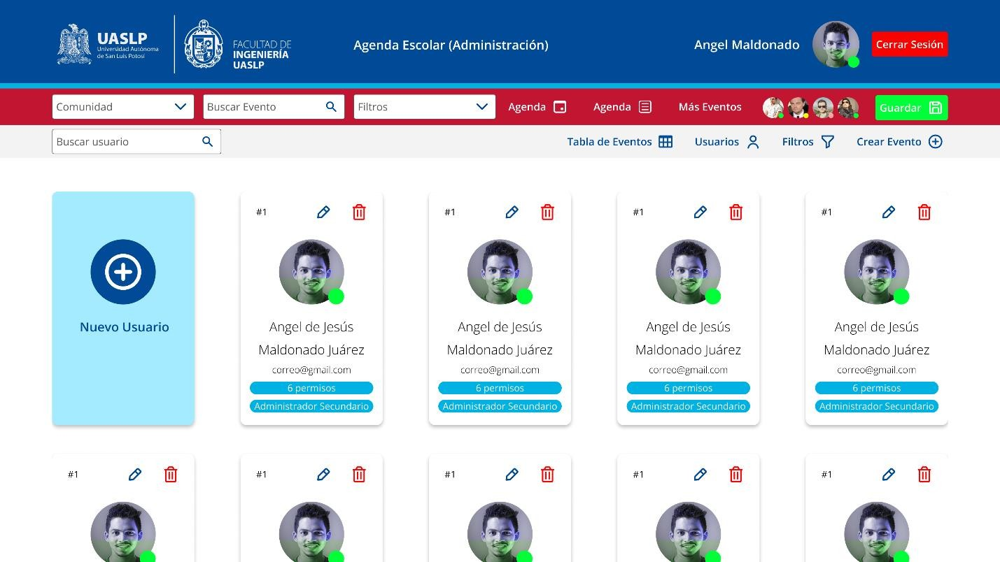 UASLP
Universidad Autónoma
de San Luis Potosí
FACULTAD DE
INGENIERÍA
UASLP
Agenda Escolar (Administración)
Angel Maldonado
Cerrar Sesión
Comunidad
Buscar Evento
Filtros
Agenda
Agenda
Más Eventos
Guardar
Buscar usuario
Tabla de Eventos
Usuarios
Filtros
Crear Evento
Nuevo Usuario
#1
Angel de Jesús
Maldonado Juárez
correo@gmail.com
6 permisos
Administrador Secundario
#1
Angel de Jesús
Maldonado Juárez
correo@gmail.com
6 permisos
Administrador Secundario
#1
Angel de Jesús
Maldonado Juárez
correo@gmail.com
6 permisos
Administrador Secundario
#1
Angel de Jesús
Maldonado Juárez
correo@gmail.com
6 permisos
Administrador Secundario
#1
#1
#1
#1
#1